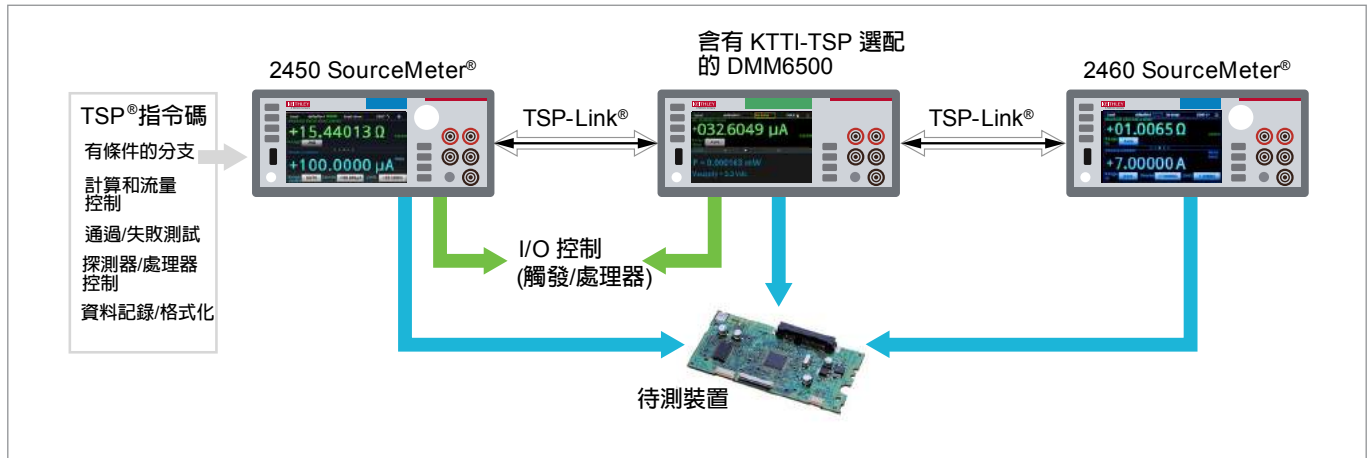 TSP®指令碼
有條件的分支
計算和流量
控制
通過/失敗測試
探測器/處理器
控制
資料記錄/格式化
2450 SourceMeter®
KEITHLEY
+15.44013 Ω
+100.0000 µA
TSP-Link®
含有 KTTI-TSP 選配
的 DMM6500
KEITHLEY
+032.6049 µA
TSP-Link®
2460 SourceMeter®
KEITHLEY
+01.0065 Ω
+7.00000 A
I/O 控制
(觸發/處理器)
待測裝置